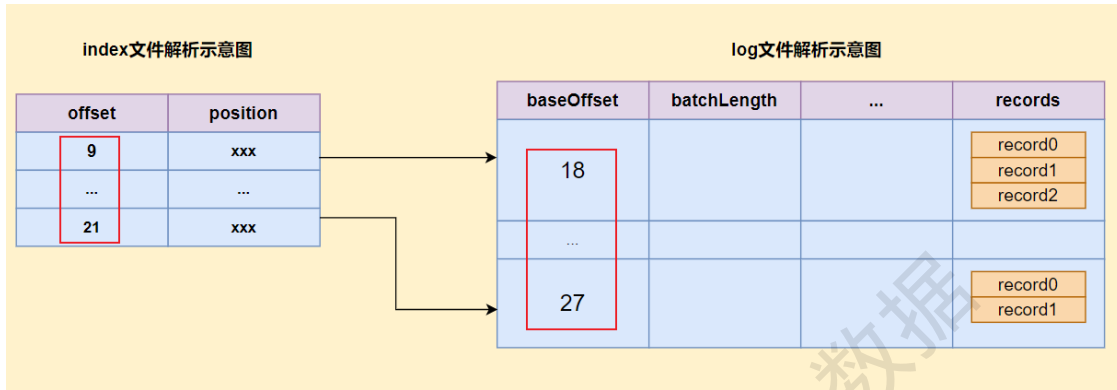 index文件解析示意图
log文件解析示意图
offset position
9 xxx
... ...
21 xxx
baseOffset batchLength ... records
18
record0
record1
record2
...
27
record0
record1
数据